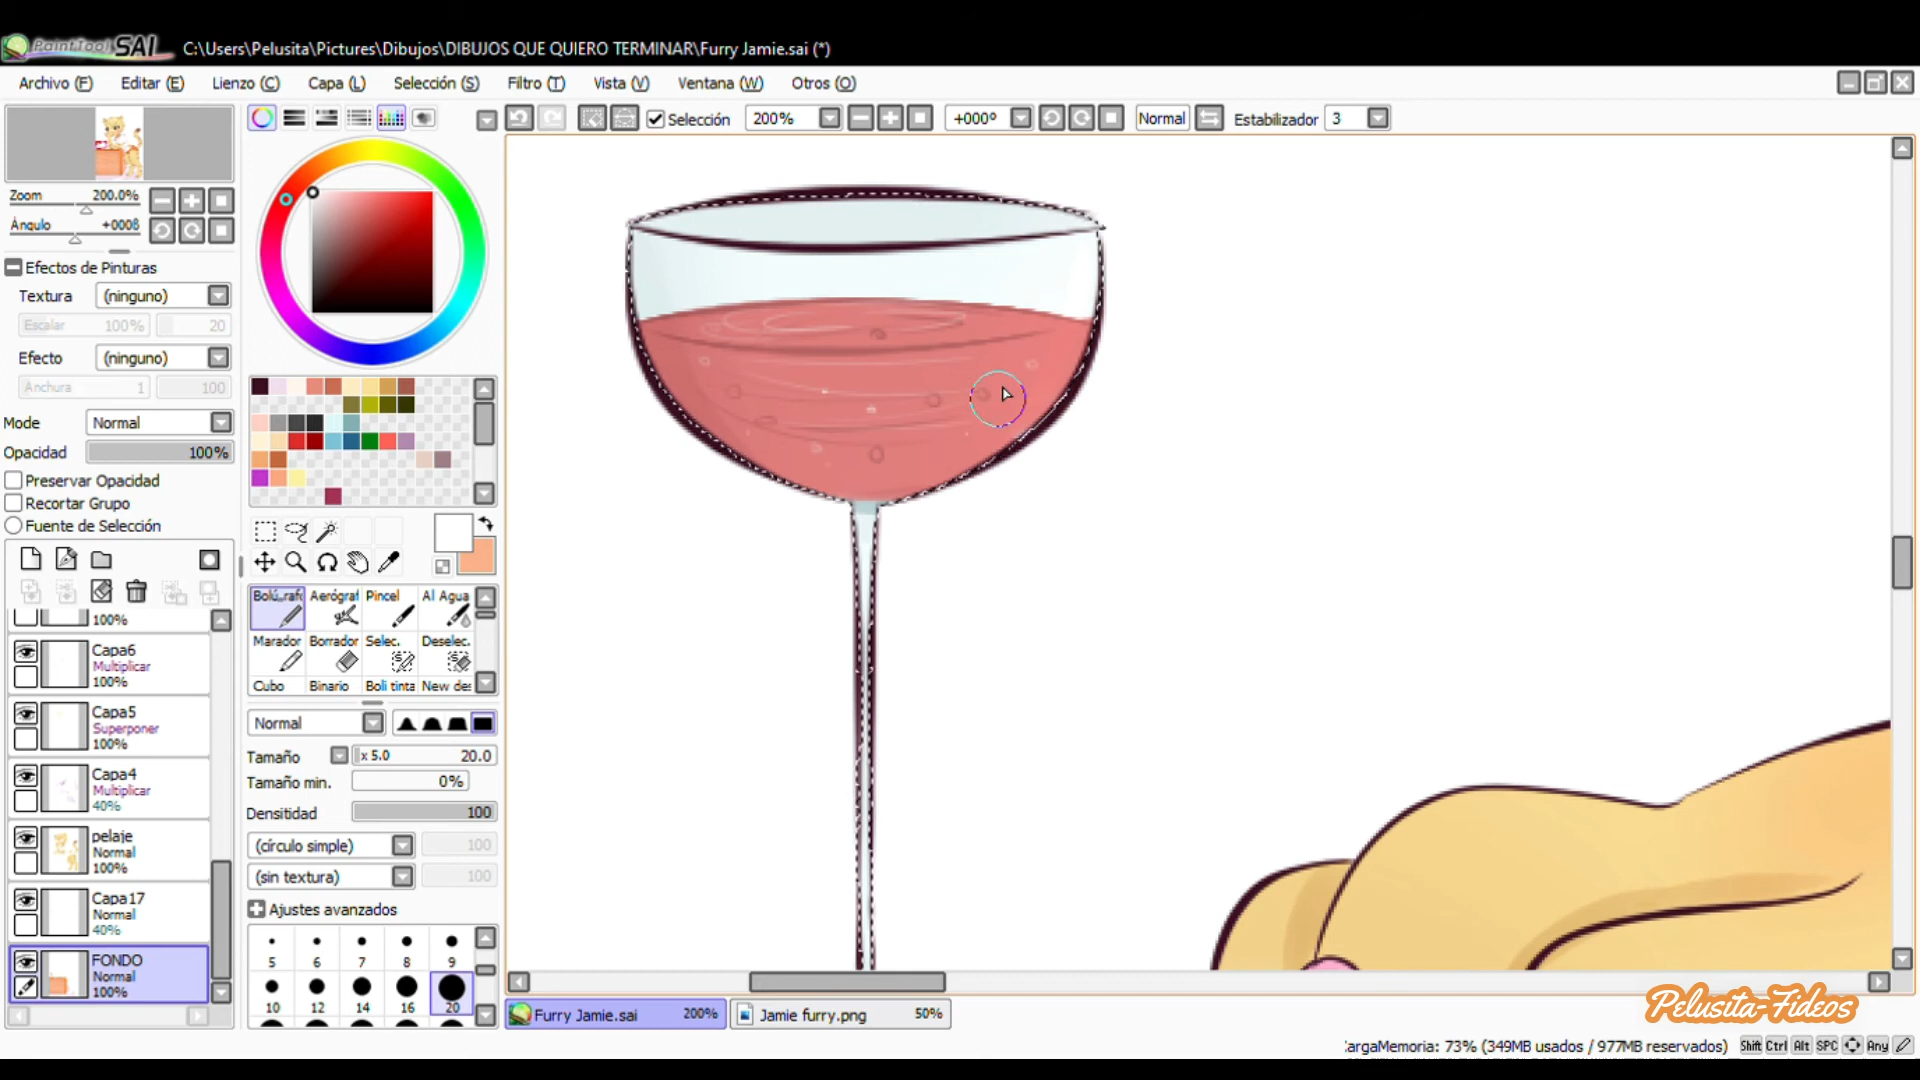 PaintTool SAI C:\Users\Pelusita\Pictures\Dibujos\DIBUJOS QUE QUIERO TERMINAR\Furry Jamie.sai (*)
Archivo (F) Editar (E) Lienzo (C) Capa (L) Selección (S) Filtro (T) Vista (V) Ventana (W) Otros (O)
Selección 200% +000º Normal Estabilizador 3
Zoom 200.0%
Ángulo +000ß
Efectos de Pinturas
Textura (ninguno)
Escalar 100% 20
Efecto (ninguno)
Anchura 1 100
Mode Normal
Opacidad 100%
Preservar Opacidad
Recortar Grupo
Fuente de Selección
100%
Capa6
Multiplicar
100%
Capa5
Superponer
100%
Capa4
Multiplicar
40%
pelaje
Normal
100%
Capa17
Normal
40%
FONDO
Normal
100%
Aerógraf Pincel Al Agua
Marador Borrador Selec. Deselec.
Cubo Binario Boli tinta New des
Normal
Tamaño x 5.0 20.0
Tamaño min. 0%
Densitidad 100
(círculo simple) 100
(sin textura) 100
Ajustes avanzados
5 6 7 8 9
10 12 14 16 20
Furry Jamie.sai 200% Jamie furry.png 50%
Pelusita-Fideos
CargaMemoria: 73% (349MB usados / 977MB reservados) Shift Ctrl Alt SPC Any